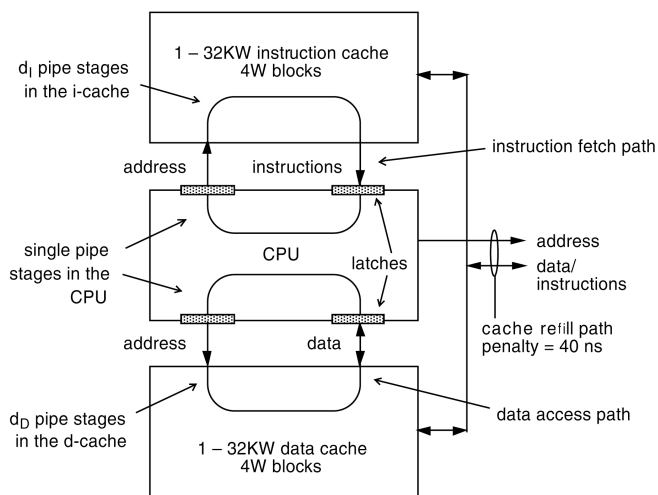 1 – 32KW instruction cache
4W blocks
d_I pipe stages
in the i-cache
instruction fetch path
address
instructions
single pipe
stages in the
CPU
CPU
latches
address
data/
instructions
cache refill path
penalty = 40 ns
address
data
d_D pipe stages
in the d-cache
data access path
1 – 32KW data cache
4W blocks